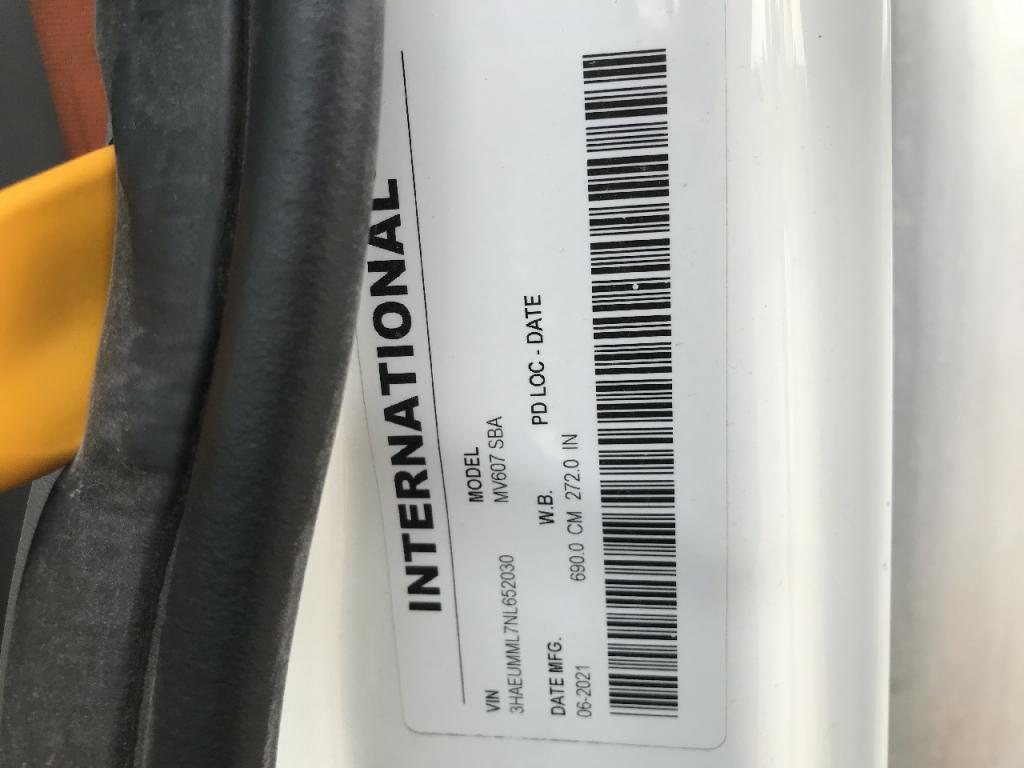 INTERNATIONAL
VIN MODEL
3HAEUMML7NL652030 MV607 SBA
DATE MFG. W.B. PD LOC - DATE
06-2021 690.0 CM 272.0 IN